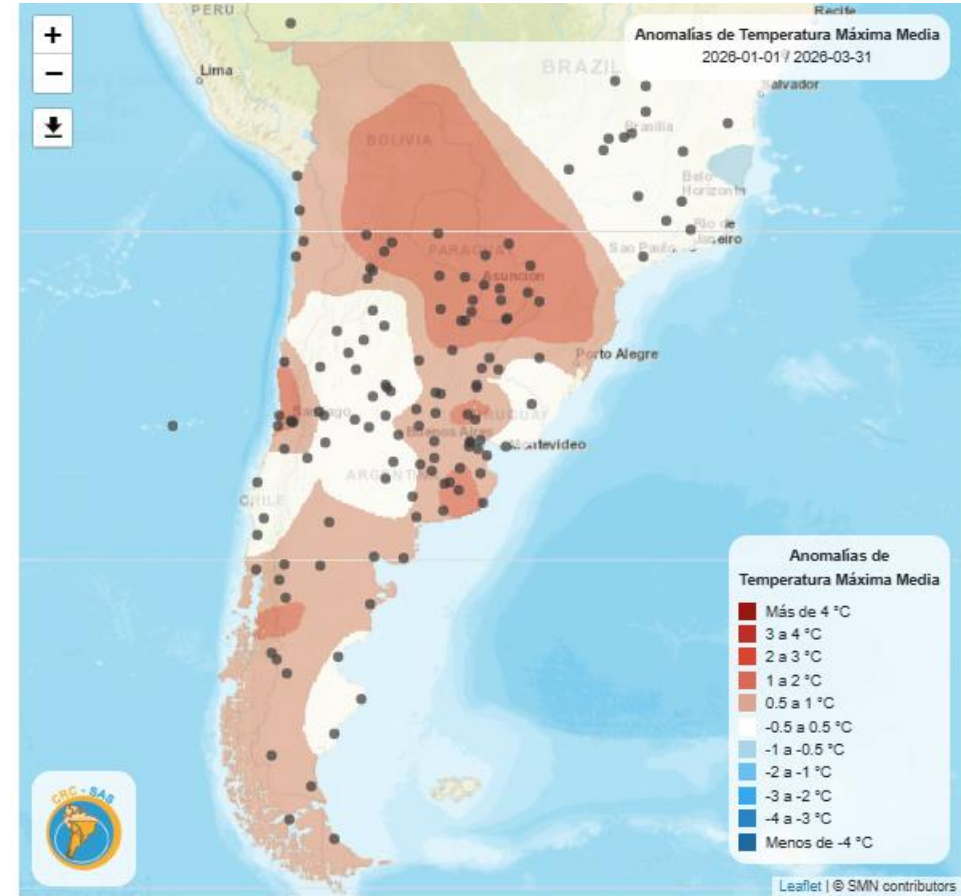 PERU
Recife
+
−
Anomalías de Temperatura Máxima Media
2026-01-01 / 2026-03-31
Lima
BRAZIL
Salvador
Brasília
BOLIVIA
Belo
Horizonte
Rio de
Janeiro
PARAGUAY
Sao Paulo
Asunción
Porto Alegre
Santiago
URUGUAY
Buenos Aires
Montevideo
ARGENTINA
CHILE
Anomalías de
Temperatura Máxima Media
Más de 4 °C
3 a 4 °C
2 a 3 °C
1 a 2 °C
0.5 a 1 °C
-0.5 a 0.5 °C
-1 a -0.5 °C
-2 a -1 °C
-3 a -2 °C
-4 a -3 °C
Menos de -4 °C
CRC - SAS
Leaflet | © SMN contributors